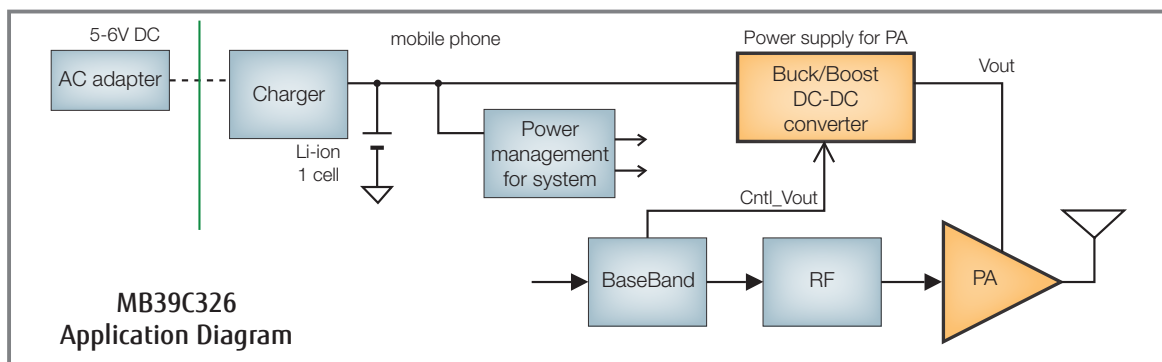 5-6V DC
AC adapter
Charger
mobile phone
Li-ion
1 cell
Power
management
for system
Power supply for PA
Buck/Boost
DC-DC
converter
Vout
Cntl_Vout
BaseBand
RF
PA
MB39C326
Application Diagram